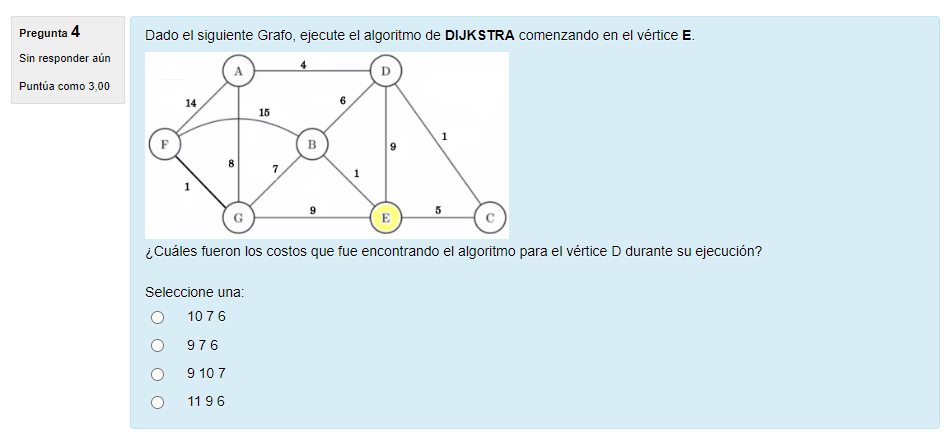 Pregunta 4
Sin responder aún
Puntúa como 3,00
Dado el siguiente Grafo, ejecute el algoritmo de DIJKSTRA comenzando en el vértice E.
4
A
D
14
15
6
F
B
9
1
8
7
1
1
9
5
G
E
C
¿Cuáles fueron los costos que fue encontrando el algoritmo para el vértice D durante su ejecución?
Seleccione una:
10 7 6
9 7 6
9 10 7
11 9 6